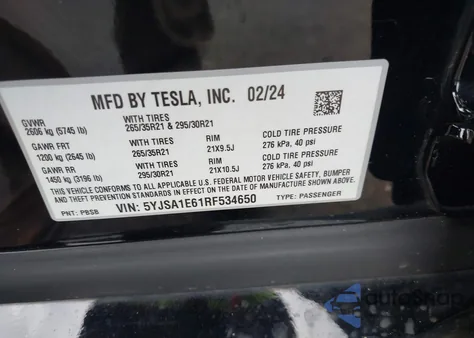 MFD BY TESLA, INC. 02/24
GVWR
2606 kg (5745 lb)
WITH TIRES
265/35R21 & 295/30R21
GAWR FRT
1200 kg (2645 lb)
WITH TIRES
265/35R21
RIM
21X9.5J
COLD TIRE PRESSURE
276 kPa, 40 psi
GAWR RR
1450 kg (3196 lb)
WITH TIRES
295/30R21
RIM
21X10.5J
COLD TIRE PRESSURE
276 kPa, 40 psi
THIS VEHICLE CONFORMS TO ALL APPLICABLE FEDERAL MOTOR VEHICLE SAFETY, BUMPER
AND THEFT PREVENTION STANDARDS IN EFFECT ON THE DATE OF MANUFACTURE SHOWN ABOVE.
PNT: PBSB
VIN: 5YJSA1E61RF534650
TYPE: PASSENGER
autoSnap